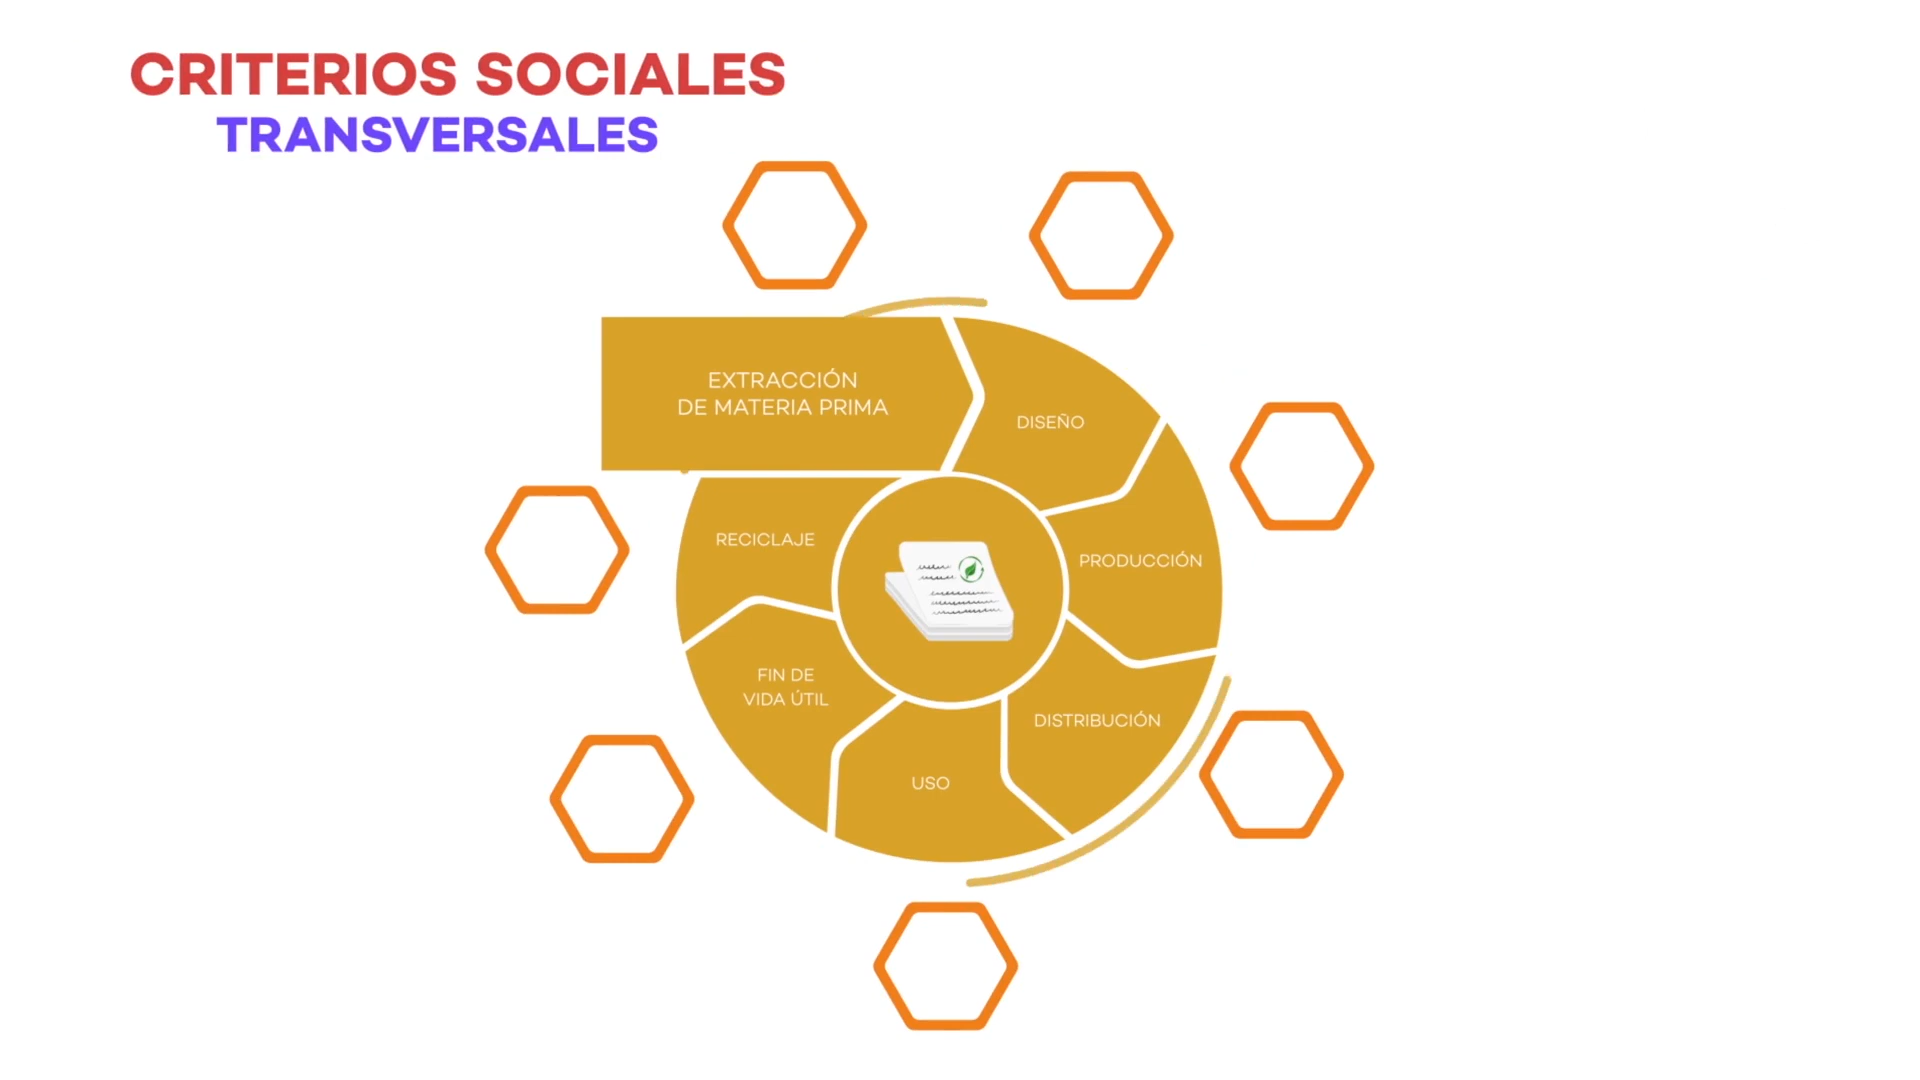 CRITERIOS SOCIALES
TRANSVERSALES
EXTRACCIÓN
DE MATERIA PRIMA
DISEÑO
PRODUCCIÓN
DISTRIBUCIÓN
USO
FIN DE
VIDA ÚTIL
RECICLAJE